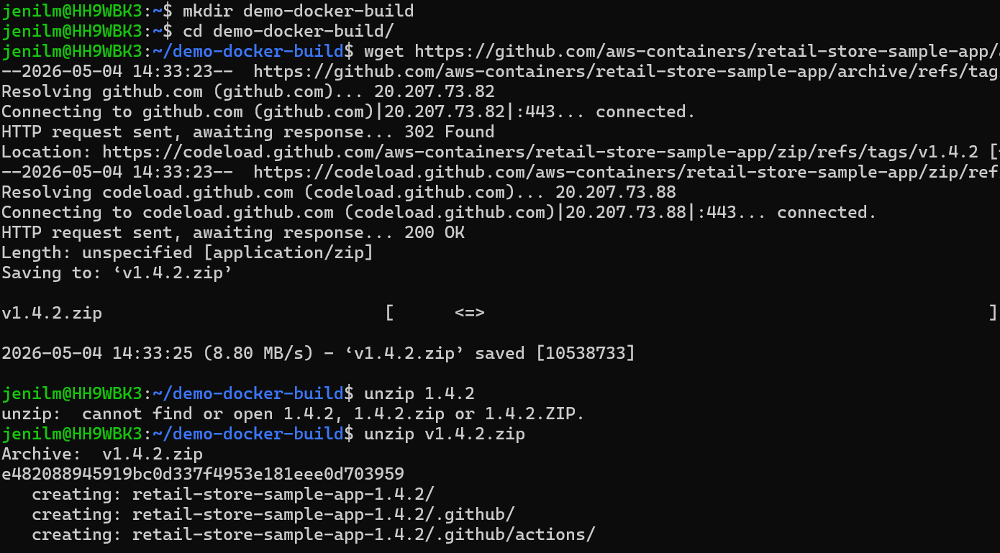 jenilm@HH9WBK3:~$ mkdir demo-docker-build
jenilm@HH9WBK3:~$ cd demo-docker-build/
jenilm@HH9WBK3:~/demo-docker-build$ wget https://github.com/aws-containers/retail-store-sample-app/
--2026-05-04 14:33:23--  https://github.com/aws-containers/retail-store-sample-app/archive/refs/tag
Resolving github.com (github.com)... 20.207.73.82
Connecting to github.com (github.com)|20.207.73.82|:443... connected.
HTTP request sent, awaiting response... 302 Found
Location: https://codeload.github.com/aws-containers/retail-store-sample-app/zip/refs/tags/v1.4.2 [
--2026-05-04 14:33:23--  https://codeload.github.com/aws-containers/retail-store-sample-app/zip/ref
Resolving codeload.github.com (codeload.github.com)... 20.207.73.88
Connecting to codeload.github.com (codeload.github.com)|20.207.73.88|:443... connected.
HTTP request sent, awaiting response... 200 OK
Length: unspecified [application/zip]
Saving to: ‘v1.4.2.zip’
v1.4.2.zip                            [      <=>                                                  ]
2026-05-04 14:33:25 (8.80 MB/s) - ‘v1.4.2.zip’ saved [10538733]
jenilm@HH9WBK3:~/demo-docker-build$ unzip 1.4.2
unzip:  cannot find or open 1.4.2, 1.4.2.zip or 1.4.2.ZIP.
jenilm@HH9WBK3:~/demo-docker-build$ unzip v1.4.2.zip
Archive:  v1.4.2.zip
e482088945919bc0d337f4953e181eee0d703959
   creating: retail-store-sample-app-1.4.2/
   creating: retail-store-sample-app-1.4.2/.github/
   creating: retail-store-sample-app-1.4.2/.github/actions/